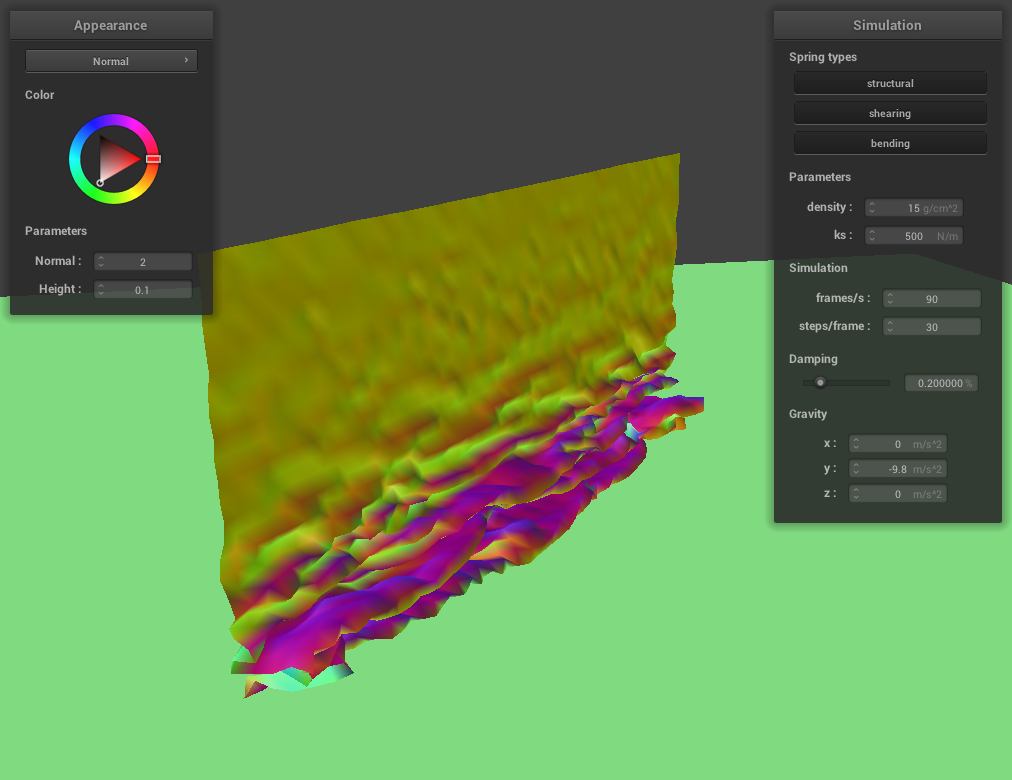 Appearance
Normal
Color
Parameters
Normal : 2
Height : 0.1
Simulation
Spring types
structural
shearing
bending
Parameters
density : 15 g/cm^2
ks : 500 N/m
Simulation
frames/s : 90
steps/frame : 30
Damping
0.200000 %
Gravity
x : 0 m/s^2
y : -9.8 m/s^2
z : 0 m/s^2